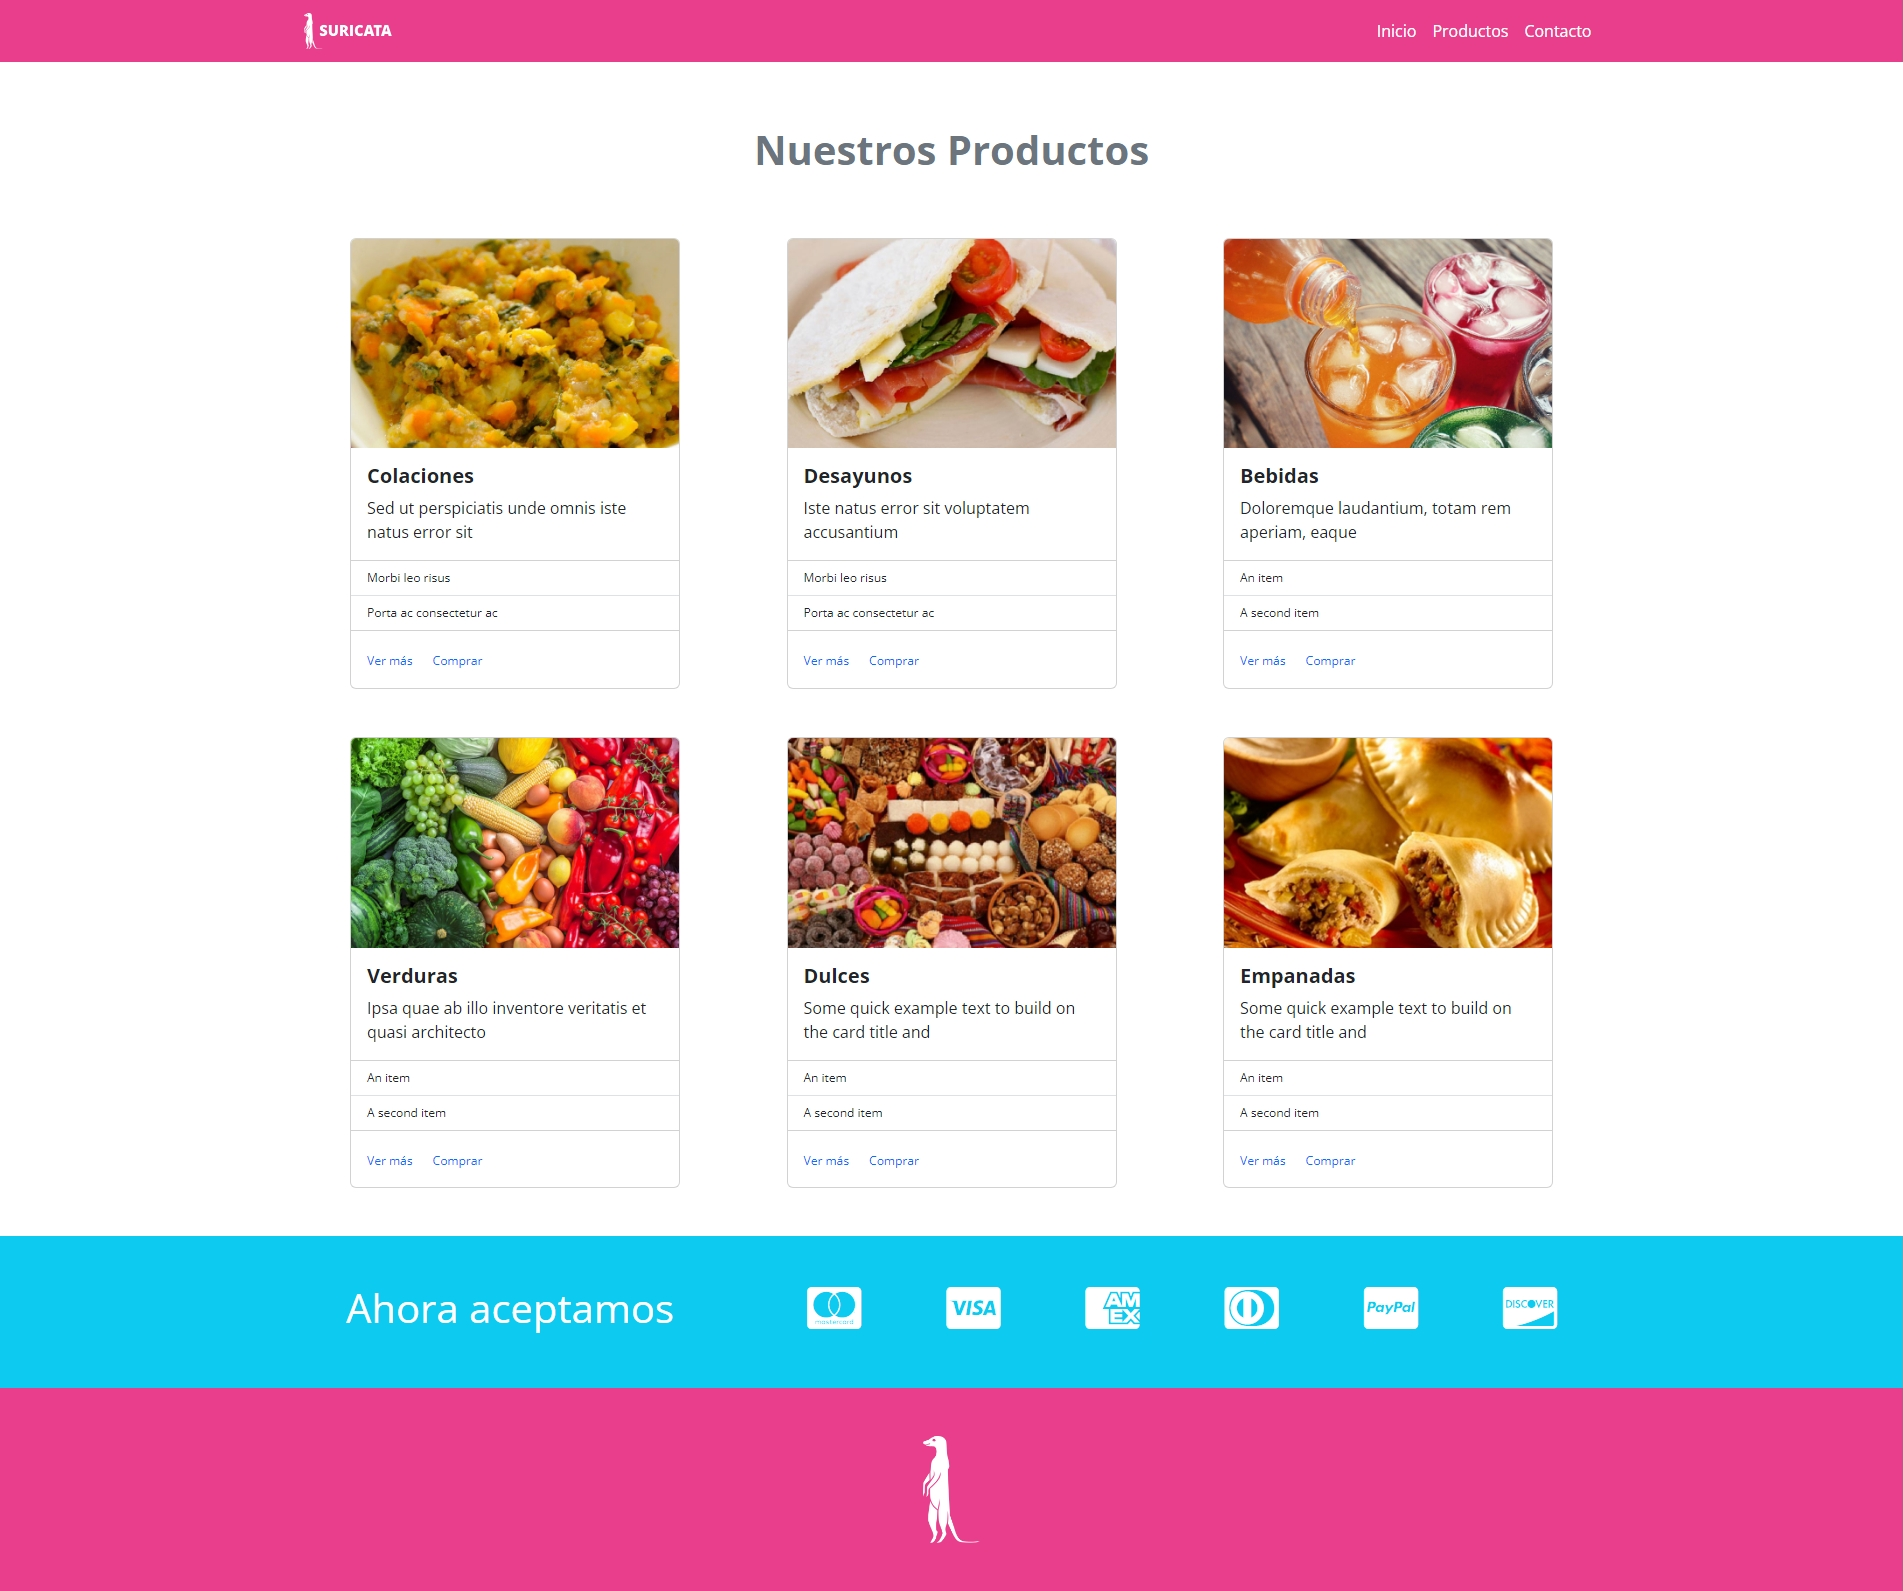 SURICATA
Inicio Productos Contacto
Nuestros Productos
Colaciones
Sed ut perspiciatis unde omnis iste
natus error sit
Morbi leo risus
Porta ac consectetur ac
Ver más Comprar
Desayunos
Iste natus error sit voluptatem
accusantium
Morbi leo risus
Porta ac consectetur ac
Ver más Comprar
Bebidas
Doloremque laudantium, totam rem
aperiam, eaque
An item
A second item
Ver más Comprar
Verduras
Ipsa quae ab illo inventore veritatis et
quasi architecto
An item
A second item
Ver más Comprar
Dulces
Some quick example text to build on
the card title and
An item
A second item
Ver más Comprar
Empanadas
Some quick example text to build on
the card title and
An item
A second item
Ver más Comprar
Ahora aceptamos
mastercard
VISA
AM
EX
PayPal
DISCOVER